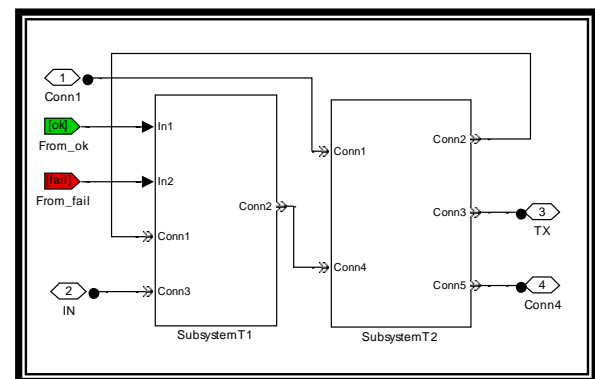 1
Conn1
[ok]
From_ok
[fail]
From_fail
2
IN
In1
In2
Conn1
Conn3
Conn2
SubsystemT1
Conn1
Conn4
Conn2
Conn3
Conn5
SubsystemT2
3
TX
4
Conn4